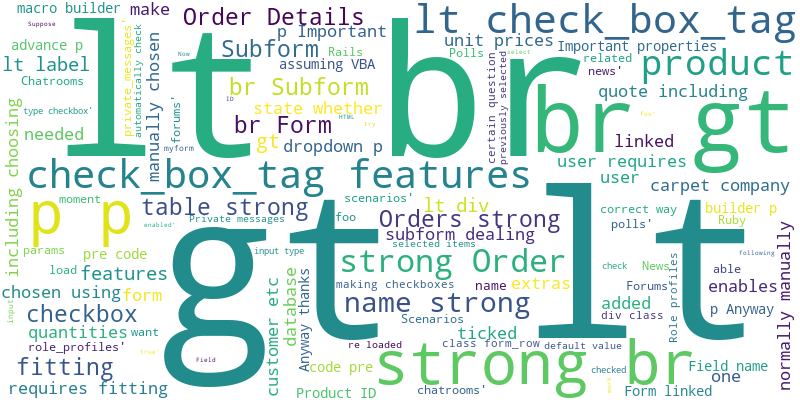 macro builder
make
Order Details
lt check_box_tag
private_messages'
automatically check
Now
Suppose
p Important
advance p
Subform
Rails
unit prices
Important properties
lt br
lt label
assuming VBA
Polls
related
product
news'
Chatrooms
br Subform
select
certain question
previously selected
br gt
quote including
type checkbox'
forums'
ID
state whether
HTML
try
foo'
needed
manually chosen
br Form
linked
gt
dropdown p
myform
user requires
including choosing
check_box_tag features
user
carpet company
moment
scenarios'
p p
table strong
foo
lt div
correct way
builder p
Private messages
Orders strong
polls'
Ruby
params
enabled'
pre code
gt lt
subform dealing
input type
selected items
following
load
features
database
strong Order
check
News
able
Role profiles
normally manually
customer etc
Anyway thanks
making checkboxes
name
extras
Forums'
enables
chosen using
form
name strong
added
div class
p Anyway
input
checkbox
Scenarios
quantities
want
ticked
role_profiles'
true'
re loaded
class form_row
default value
Field
fitting
code pre
strong br
checked
Field name
one
work
requires fitting
Product ID
chatrooms'
Form linked